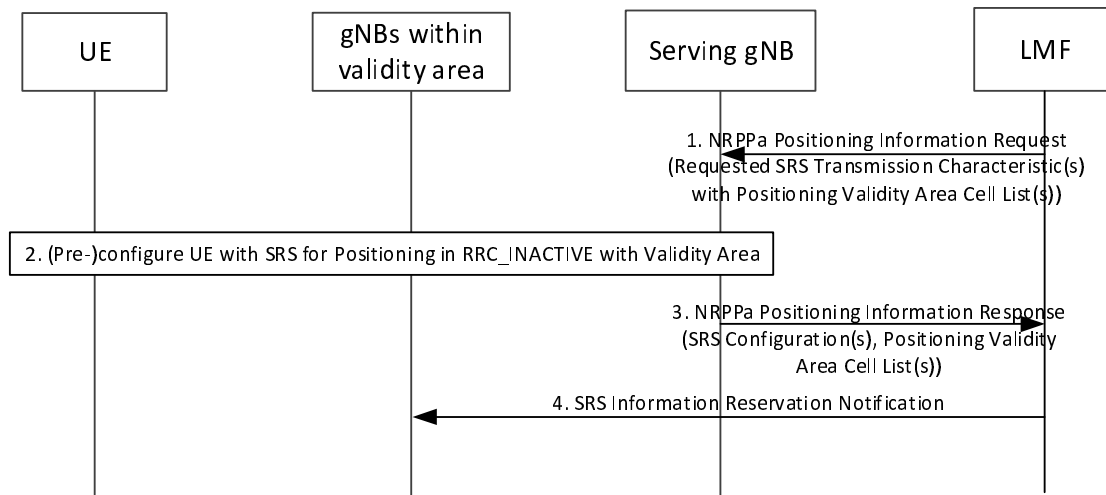 UE
gNBs within
validity area
Serving gNB
LMF
1. NRPPa Positioning Information Request
(Requested SRS Transmission Characteristic(s)
with Positioning Validity Area Cell List(s))
2. (Pre-)configure UE with SRS for Positioning in RRC_INACTIVE with Validity Area
3. NRPPa Positioning Information Response
(SRS Configuration(s), Positioning Validity
Area Cell List(s))
4. SRS Information Reservation Notification